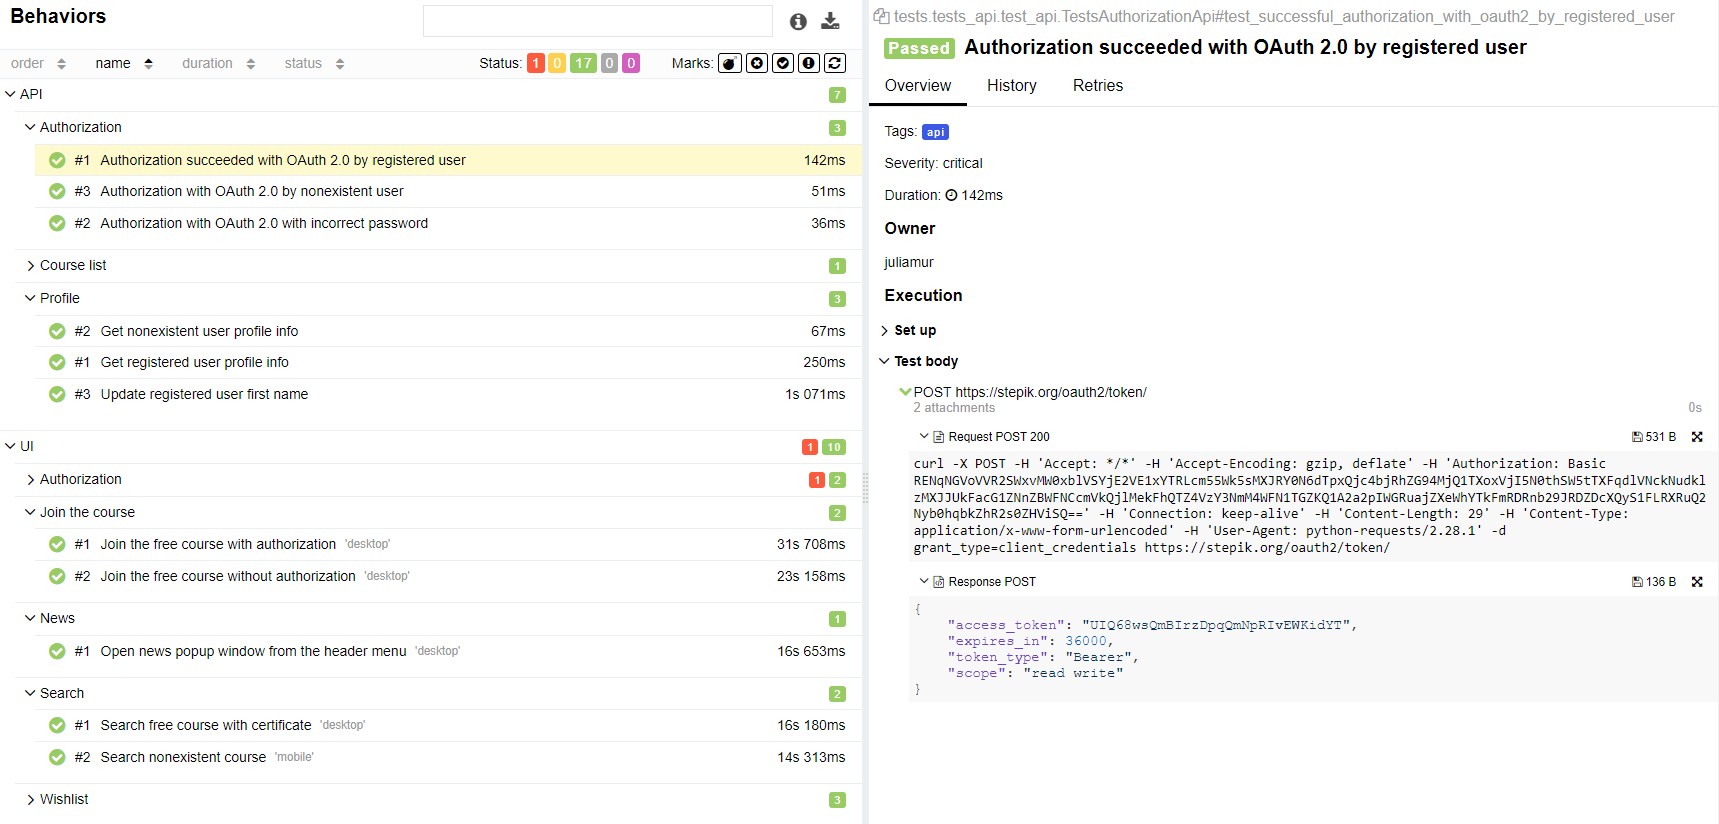 Behaviors
order name duration status Status: 1 0 17 0 0 Marks:
API 7
Authorization 3
#1 Authorization succeeded with OAuth 2.0 by registered user 142ms
#3 Authorization with OAuth 2.0 by nonexistent user 51ms
#2 Authorization with OAuth 2.0 with incorrect password 36ms
Course list 1
Profile 3
#2 Get nonexistent user profile info 67ms
#1 Get registered user profile info 250ms
#3 Update registered user first name 1s 071ms
UI 1 10
Authorization 1 2
Join the course 2
#1 Join the free course with authorization 'desktop' 31s 708ms
#2 Join the free course without authorization 'desktop' 23s 158ms
News 1
#1 Open news popup window from the header menu 'desktop' 16s 653ms
Search 2
#1 Search free course with certificate 'desktop' 16s 180ms
#2 Search nonexistent course 'mobile' 14s 313ms
Wishlist 3
tests.tests_api.test_api.TestsAuthorizationApi#test_successful_authorization_with_oauth2_by_registered_user
Passed Authorization succeeded with OAuth 2.0 by registered user
Overview History Retries
Tags: api
Severity: critical
Duration: 142ms
Owner
juliamur
Execution
Set up
Test body
POST https://stepik.org/oauth2/token/
2 attachments 0s
Request POST 200 531 B
curl -X POST -H 'Accept: */*' -H 'Accept-Encoding: gzip, deflate' -H 'Authorization: Basic
RENqNGVoVVR2SWxvMW0xblVSYjE2VE1xYTRLcm55Wk5sMXJRY0N6dTpxQjc4bjRhZG94MjQ1TXoxVjI5N0thSW5tTXFqdlVNckNudkl
zMXJJUkFacG1ZNnZBWFNCcmVkQjlMekFhQTZ4VzY3NmM4WFN1TGZKQ1A2a2pIWGRuajZXeWhYTkFmRDRnb29JRDZDcXQyS1FLRXRuQ2
Nyb0hqbkZhR2s0ZHViSQ==' -H 'Connection: keep-alive' -H 'Content-Length: 29' -H 'Content-Type:
application/x-www-form-urlencoded' -H 'User-Agent: python-requests/2.28.1' -d
grant_type=client_credentials https://stepik.org/oauth2/token/
Response POST 136 B
{
"access_token": "UIQ68wsQmBIrzDpqQmNpRIvEWKidYT",
"expires_in": 36000,
"token_type": "Bearer",
"scope": "read write"
}